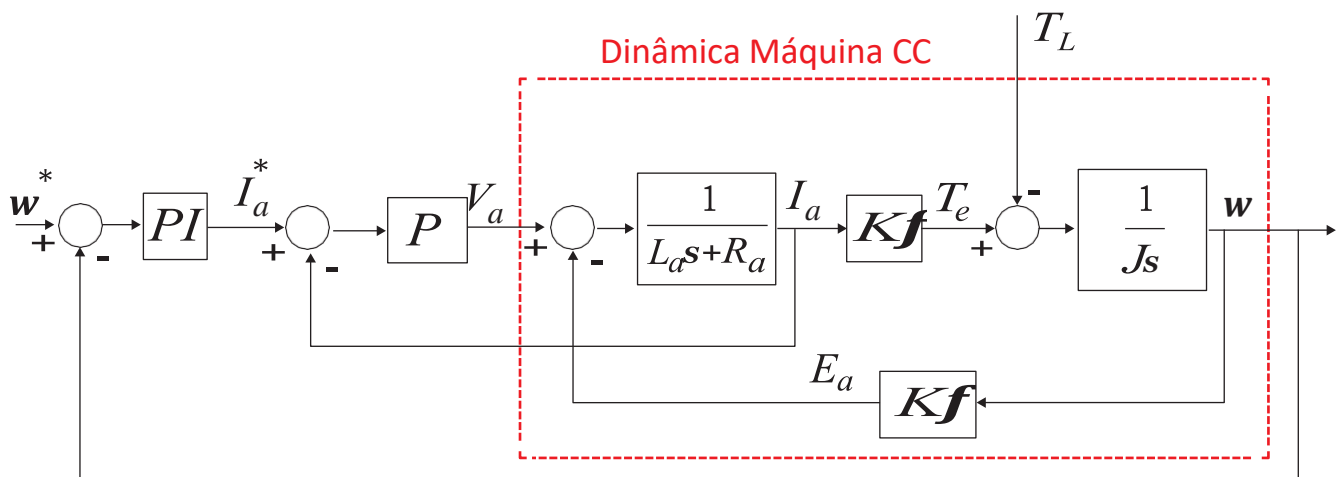 Dinâmica Máquina CC
T_L
w*
+
-
PI
I_a*
+
-
P
V_a
+
-
1
L_a s+R_a
I_a
Kf
T_e
+
-
1
Js
w
E_a
Kf